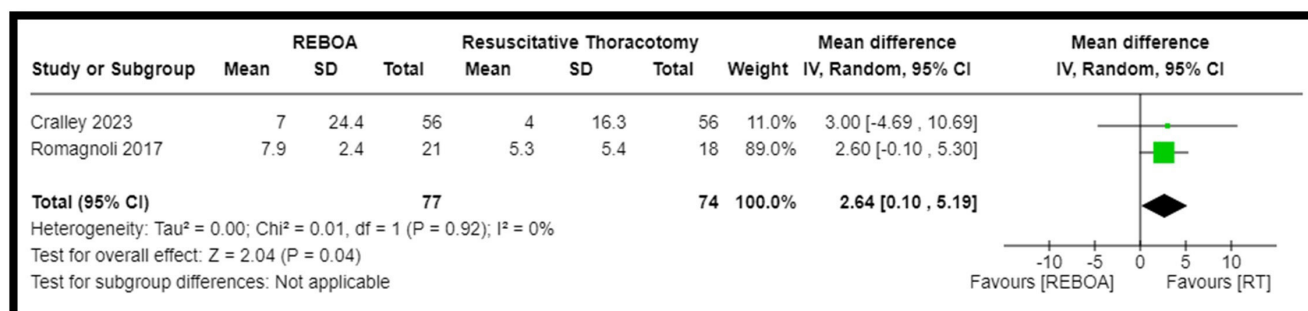 REBOA Resuscitative Thoracotomy Mean difference Mean difference
Study or Subgroup Mean SD Total Mean SD Total Weight IV, Random, 95% CI IV, Random, 95% CI
Cralley 2023 7 24.4 56 4 16.3 56 11.0% 3.00 [-4.69 , 10.69]
Romagnoli 2017 7.9 2.4 21 5.3 5.4 18 89.0% 2.60 [-0.10 , 5.30]
Total (95% CI) 77 74 100.0% 2.64 [0.10 , 5.19]
Heterogeneity: Tau² = 0.00; Chi² = 0.01, df = 1 (P = 0.92); I² = 0%
Test for overall effect: Z = 2.04 (P = 0.04) -10 -5 0 5 10
Test for subgroup differences: Not applicable Favours [REBOA] Favours [RT]